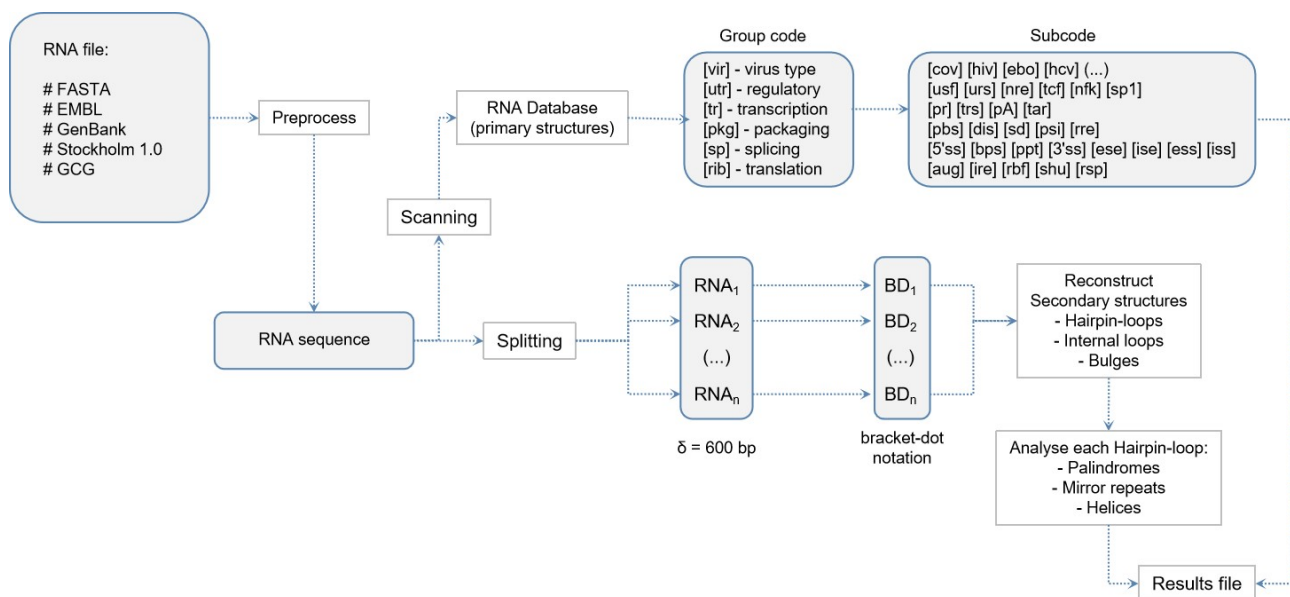 RNA file:
# FASTA
# EMBL
# GenBank
# Stockholm 1.0
# GCG
Preprocess
RNA sequence
Scanning
RNA Database
(primary structures)
Group code
[vir] - virus type
[utr] - regulatory
[tr] - transcription
[pkg] - packaging
[sp] - splicing
[rib] - translation
Subcode
[cov] [hiv] [ebo] [hcv] (...)
[usf] [urs] [nre] [tcf] [nfk] [sp1]
[pr] [trs] [pA] [tar]
[pbs] [dis] [sd] [psi] [rre]
[5'ss] [bps] [ppt] [3'ss] [ese] [ise] [ess] [iss]
[aug] [ire] [rbf] [shu] [rsp]
Splitting
RNA₁
RNA₂
(...)
RNAₙ
δ = 600 bp
BD₁
BD₂
(...)
BDₙ
bracket-dot
notation
Reconstruct
Secondary structures
- Hairpin-loops
- Internal loops
- Bulges
Analyse each Hairpin-loop:
- Palindromes
- Mirror repeats
- Helices
Results file